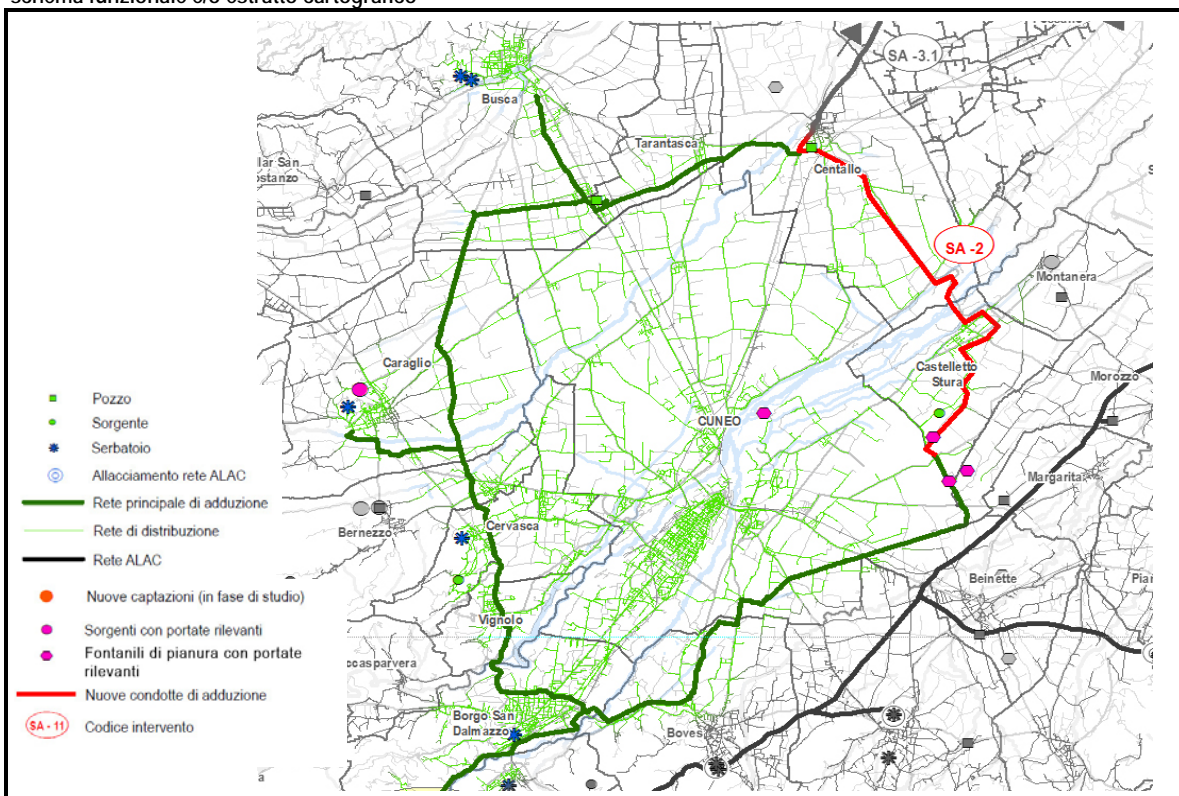 schema funzionale e/o estratto cartografico
SA -3.1
Busca
Tarantasca
Centallo
SA -2
Montanera
Caraglio
Castelletto
Stura
Morozzo
CUNEO
Margarita
Bernezzo
Cervasca
Beinette
Vignolo
ccasparvera
Borgo San
Dalmazzo
Boves
Pozzo
Sorgente
Serbatoio
Allacciamento rete ALAC
Rete principale di adduzione
Rete di distribuzione
Rete ALAC
Nuove captazioni (in fase di studio)
Sorgenti con portate rilevanti
Fontanili di pianura con portate
rilevanti
Nuove condotte di adduzione
SA - 11
Codice intervento